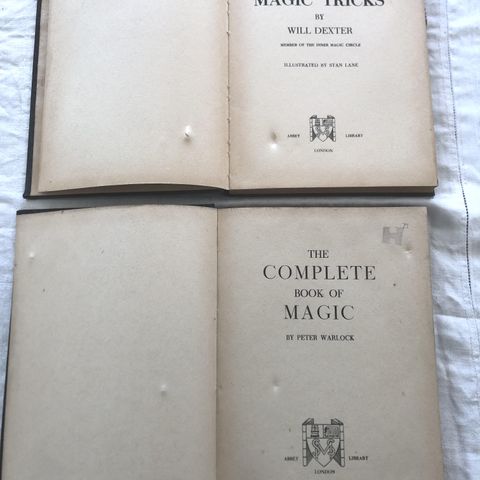 MAGIC TRICKS
BY
WILL DEXTER
MEMBER OF THE INNER MAGIC CIRCLE
ILLUSTRATED BY STAN LANE
ABBEY LIBRARY
LONDON
H
THE
COMPLETE
BOOK OF
MAGIC
BY PETER WARLOCK
ABBEY LIBRARY
LONDON